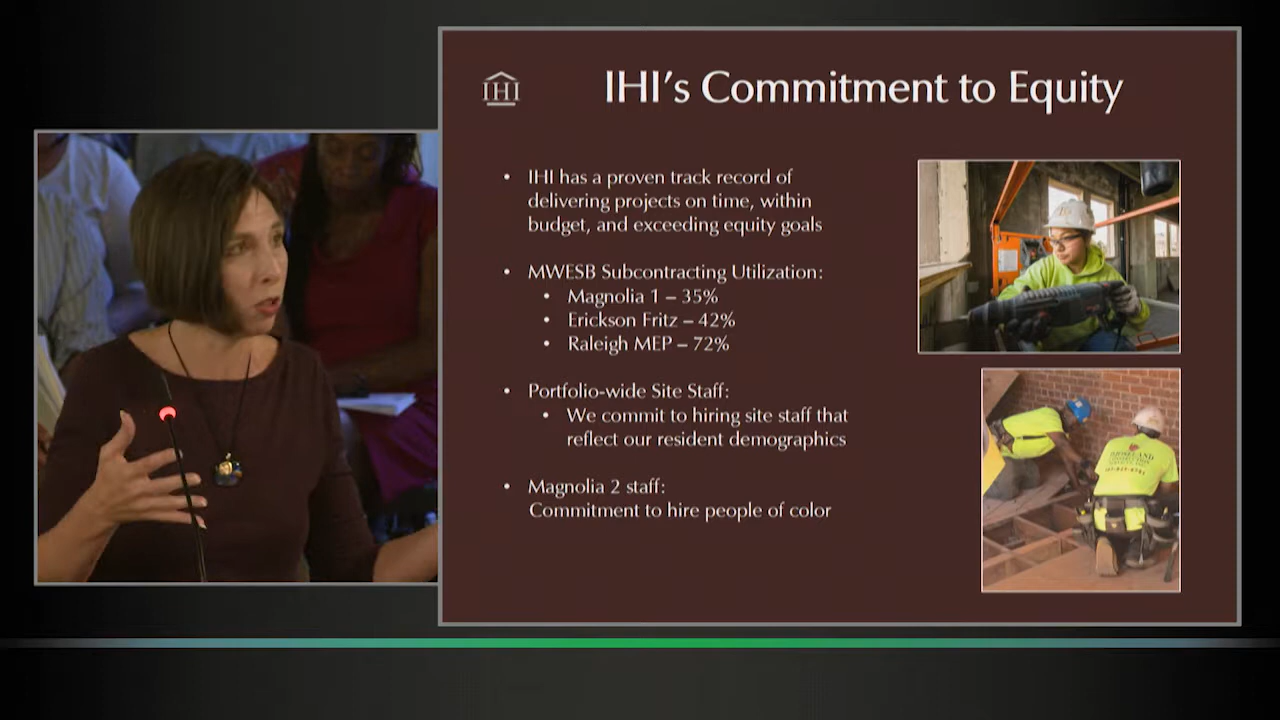 IHI
IHI's Commitment to Equity
• IHI has a proven track record of
delivering projects on time, within
budget, and exceeding equity goals
• MWESB Subcontracting Utilization:
• Magnolia 1 – 35%
• Erickson Fritz – 42%
• Raleigh MEP – 72%
• Portfolio-wide Site Staff:
• We commit to hiring site staff that
reflect our resident demographics
• Magnolia 2 staff:
Commitment to hire people of color